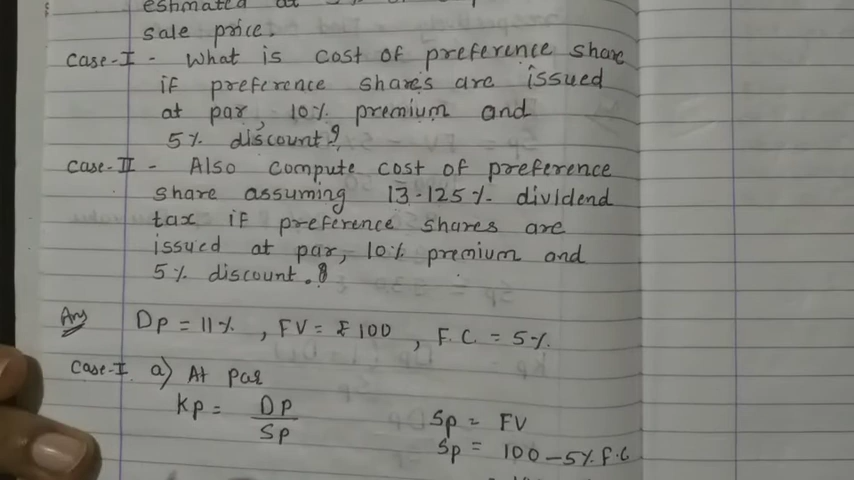 estimated at 5%
sale price.
Case-I - What is cost of preference share
if preference shares are issued
at par, 10% premium and
5% discount?
Case-II - Also compute cost of preference
share assuming 13.125% dividend
tax if preference shares are
issued at par, 10% premium and
5% discount.?
Ans Dp = 11%, FV = ₹100, F.C. = 5%.
Case-I a) At par
Kp = Dp / Sp
Sp = FV
Sp = 100 - 5% f.c